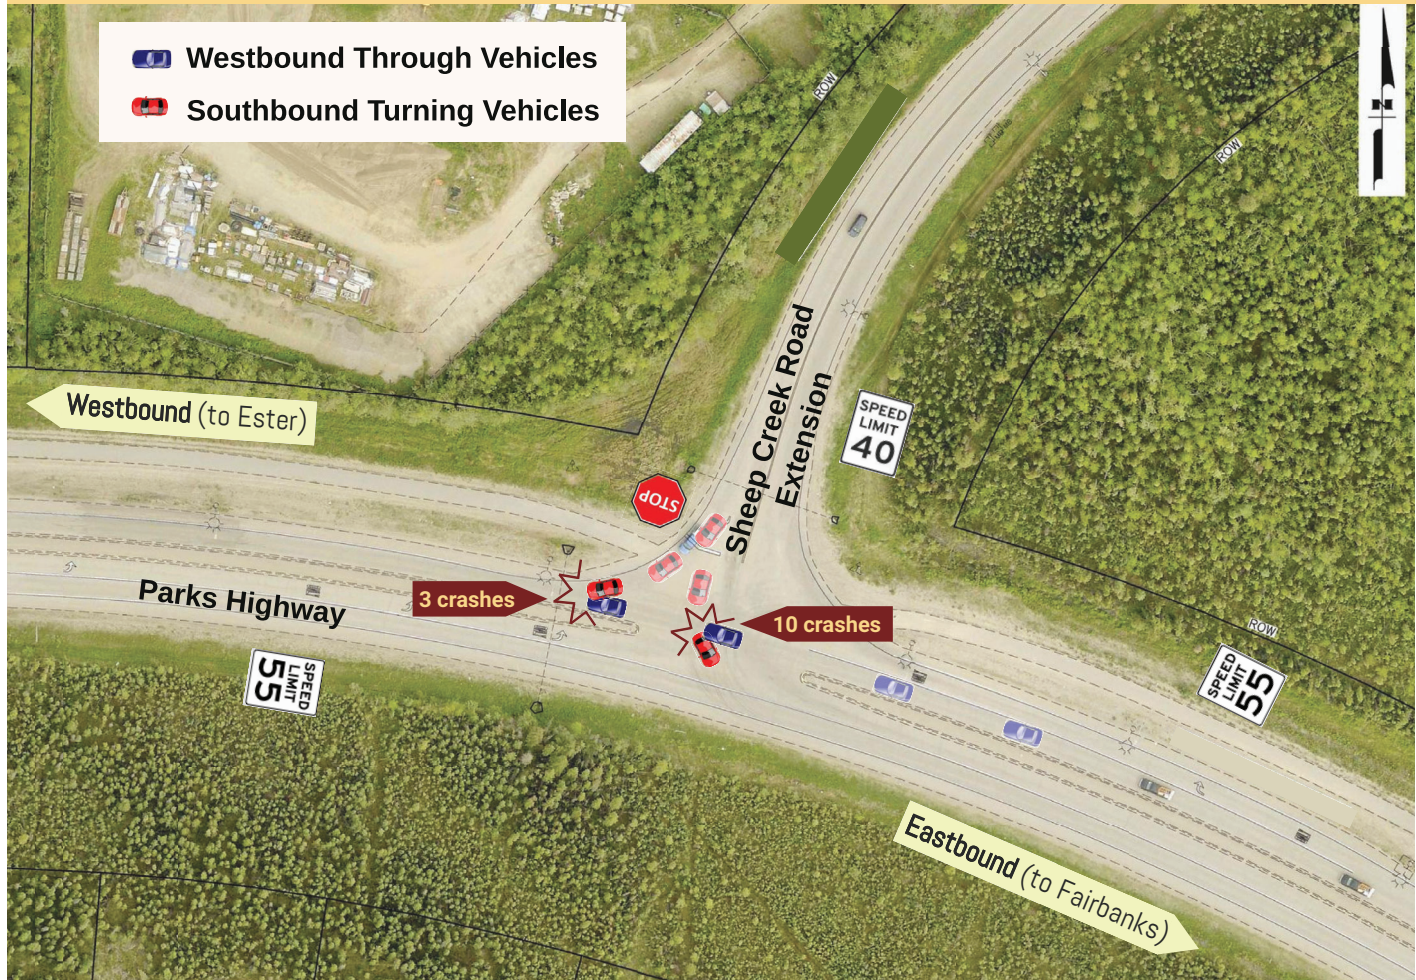 Westbound Through Vehicles
Southbound Turning Vehicles
ROW
ROW
N
Sheep Creek Road
Extension
Westbound (to Ester)
SPEED
LIMIT
40
STOP
Parks Highway
3 crashes
10 crashes
ROW
SPEED
LIMIT
55
SPEED
LIMIT
55
Eastbound (to Fairbanks)